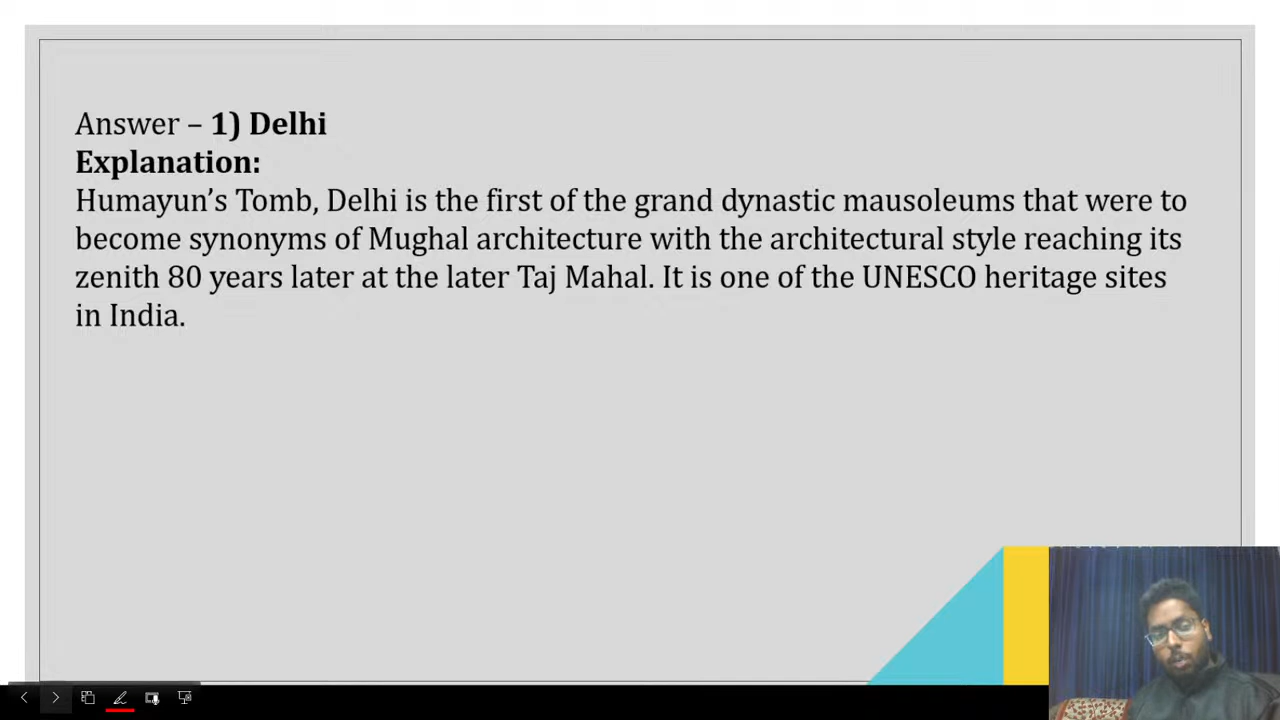 Answer – 1) Delhi
Explanation:
Humayun’s Tomb, Delhi is the first of the grand dynastic mausoleums that were to
become synonyms of Mughal architecture with the architectural style reaching its
zenith 80 years later at the later Taj Mahal. It is one of the UNESCO heritage sites
in India.